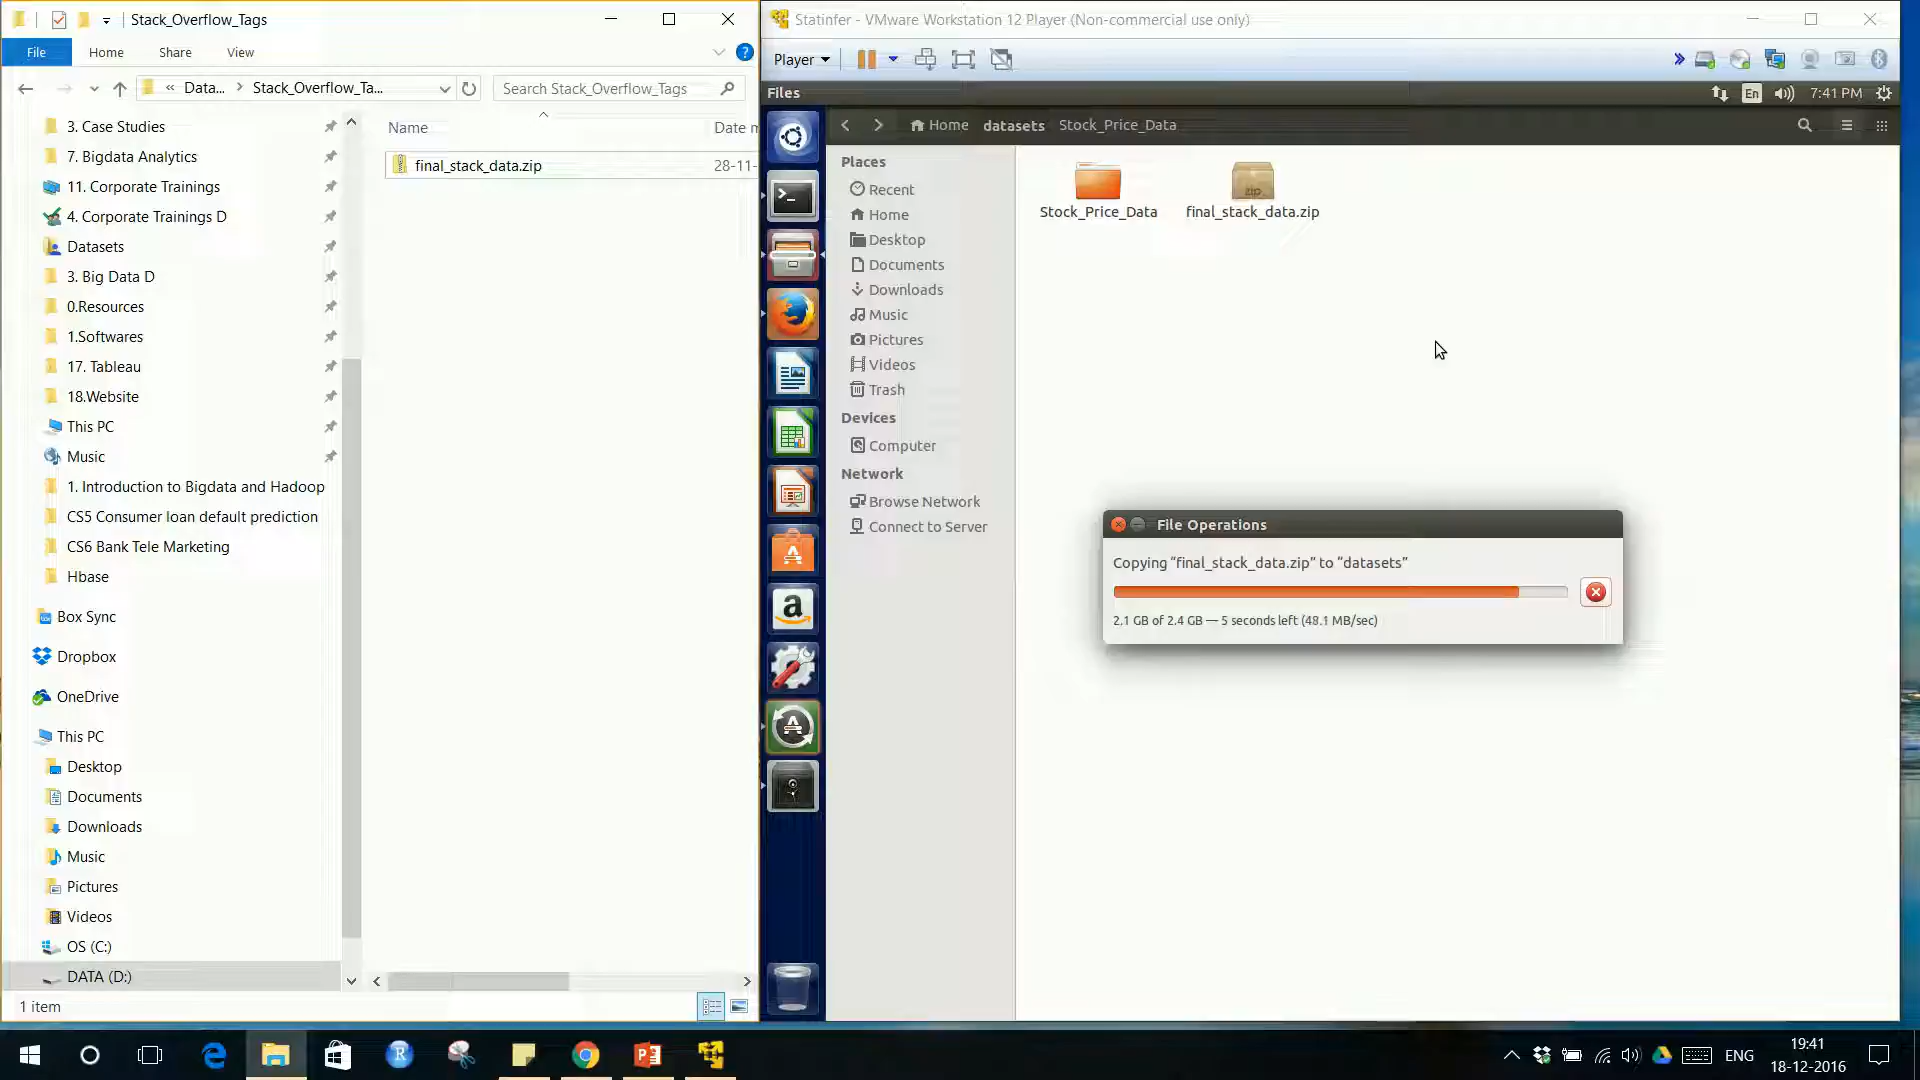 Stack_Overflow_Tags
File
Home
Share
View
Data...
Stack_Overflow_Ta...
Search Stack_Overflow_Tags
3. Case Studies
7. Bigdata Analytics
11. Corporate Trainings
4. Corporate Trainings D
Datasets
3. Big Data D
0.Resources
1.Softwares
17. Tableau
18.Website
This PC
Music
1. Introduction to Bigdata and Hadoop
CS5 Consumer loan default prediction
CS6 Bank Tele Marketing
Hbase
Box Sync
Dropbox
OneDrive
This PC
Desktop
Documents
Downloads
Music
Pictures
Videos
OS (C:)
DATA (D:)
1 item
Name
Date m
final_stack_data.zip
28-11-
Statinfer - VMware Workstation 12 Player (Non-commercial use only)
Player
Files
En
7:41 PM
Home
datasets
Stock_Price_Data
Places
Recent
Home
Desktop
Documents
Downloads
Music
Pictures
Videos
Trash
Devices
Computer
Network
Browse Network
Connect to Server
Stock_Price_Data
zip
final_stack_data.zip
File Operations
Copying “final_stack_data.zip” to “datasets”
2.1 GB of 2.4 GB — 5 seconds left (48.1 MB/sec)
ENG
19:41
18-12-2016